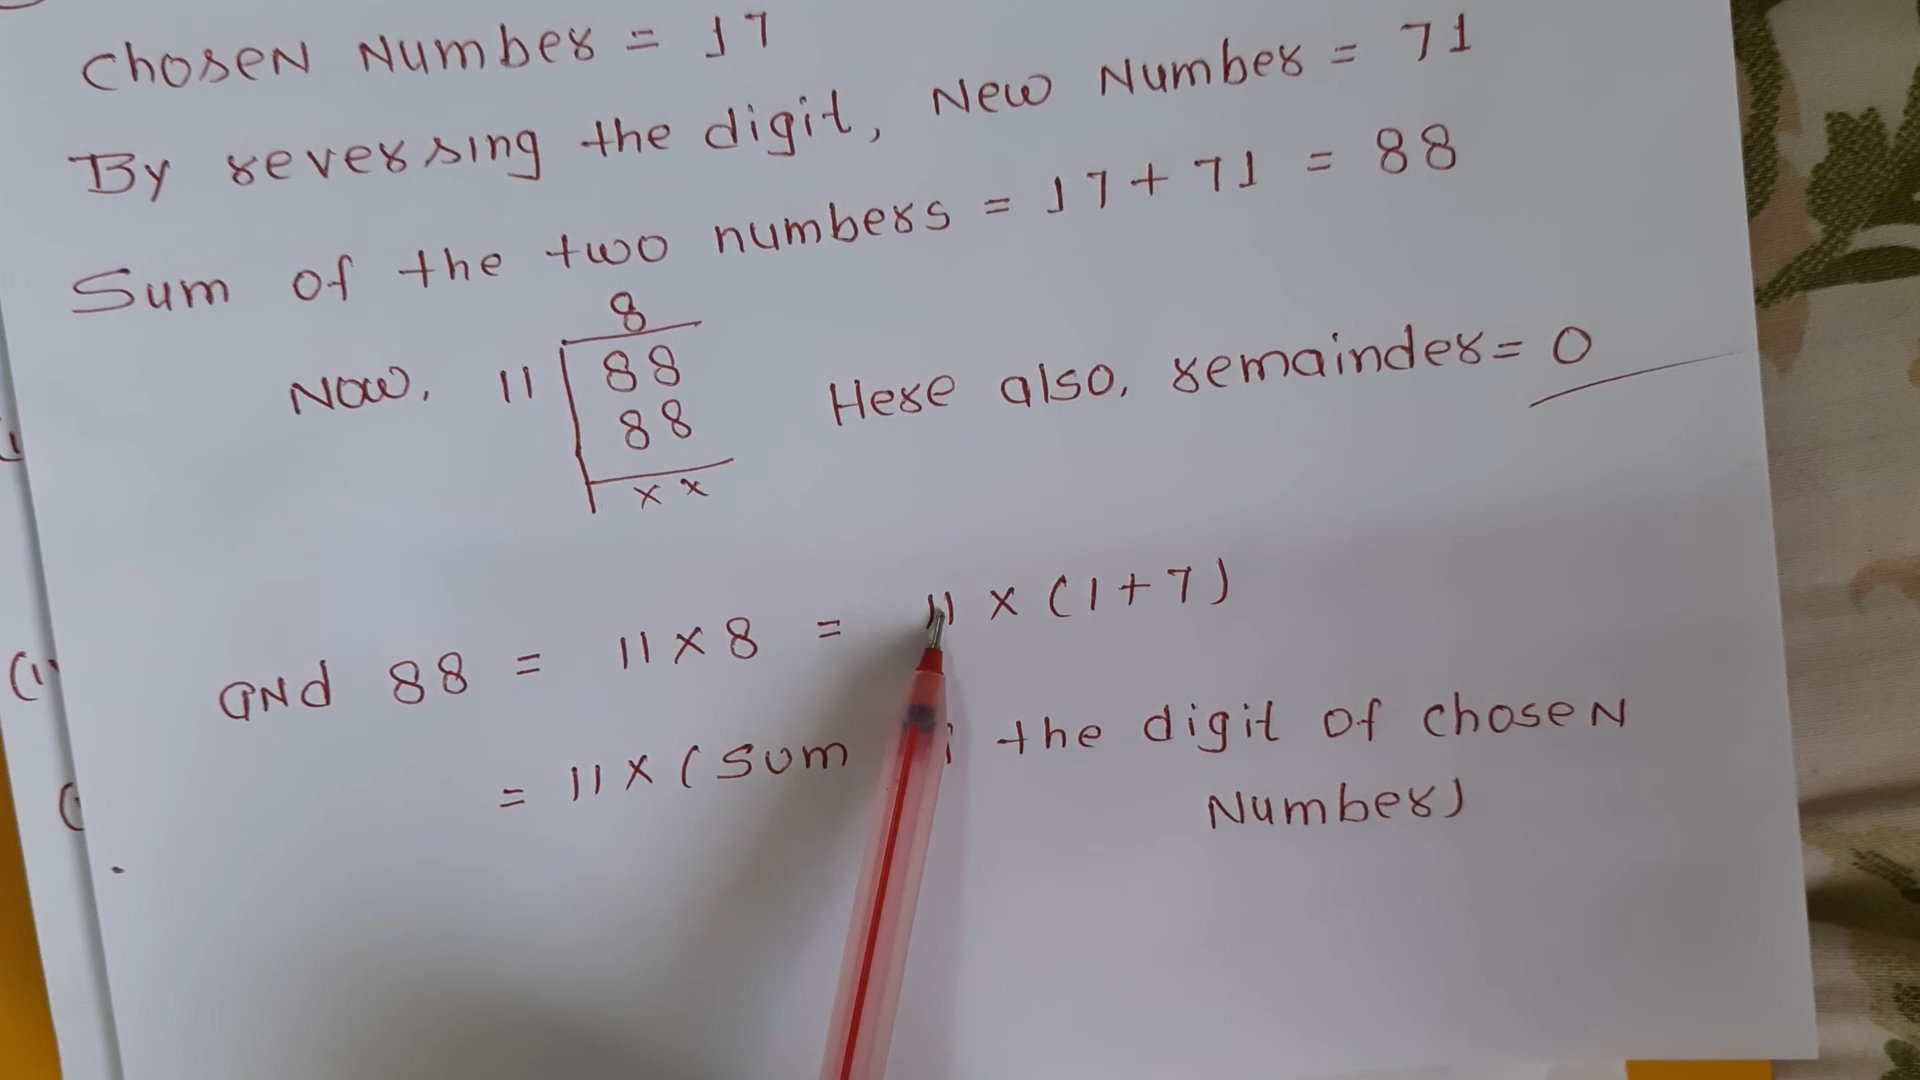 Chosen Number = 17
By reversing the digit, New Number = 71
Sum of the two numbers = 17 + 71 = 88
8
Now, 11 88 Here also, remainder = 0
88
x x
and 88 = 11 x 8 = 11 x (1 + 7)
= 11 x (Sum the digit of chosen
Number)